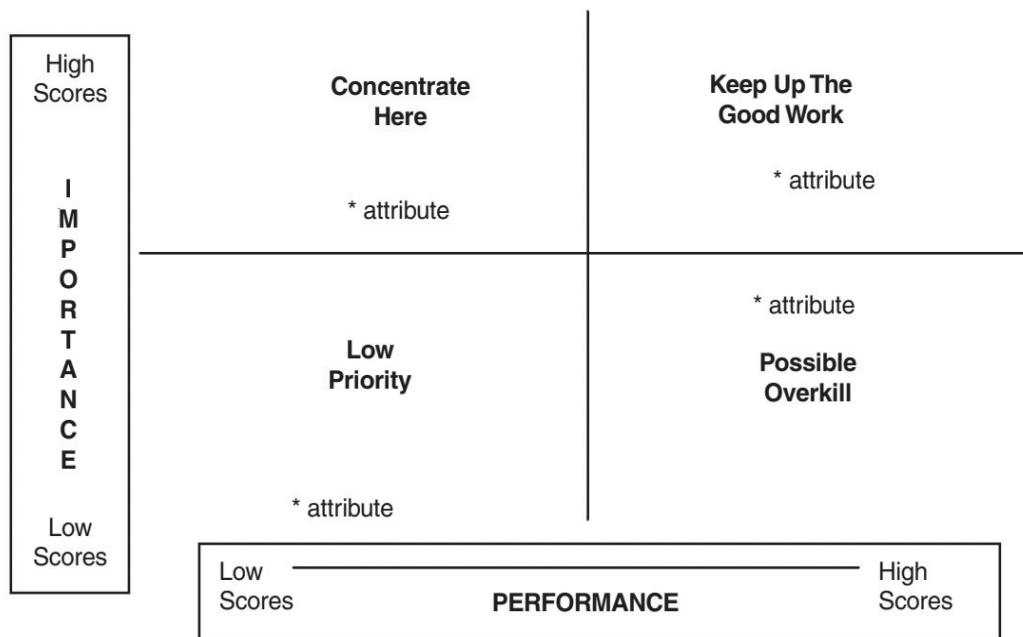 High
Scores
IMPORTANCE
Low
Scores
Concentrate
Here
* attribute
Keep Up The
Good Work
* attribute
Low
Priority
* attribute
* attribute
Possible
Overkill
Low
Scores
PERFORMANCE
High
Scores